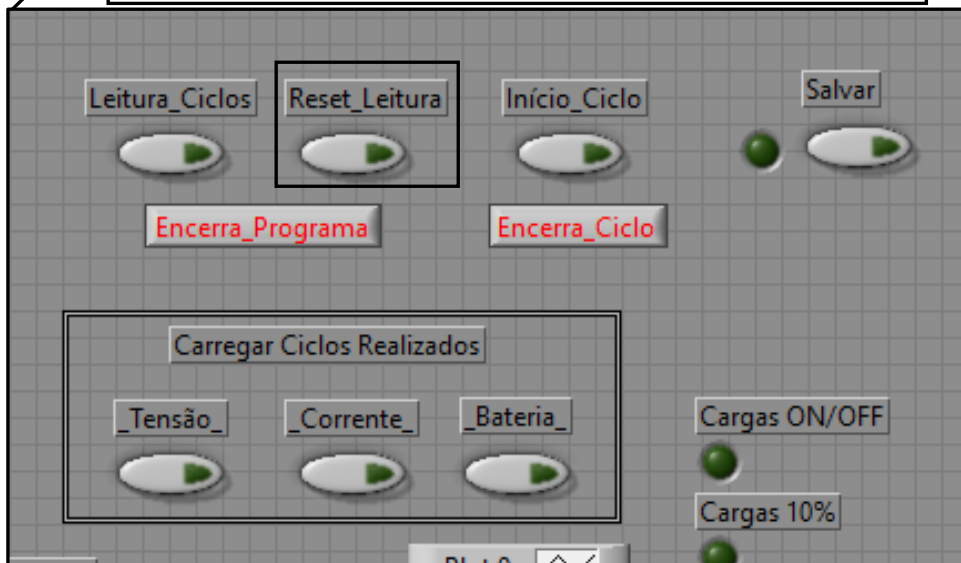 Leitura_Ciclos Reset_Leitura Início_Ciclo Salvar
Encerra_Programa Encerra_Ciclo
Carregar Ciclos Realizados
_Tensão_ _Corrente_ _Bateria_ Cargas ON/OFF
Cargas 10%